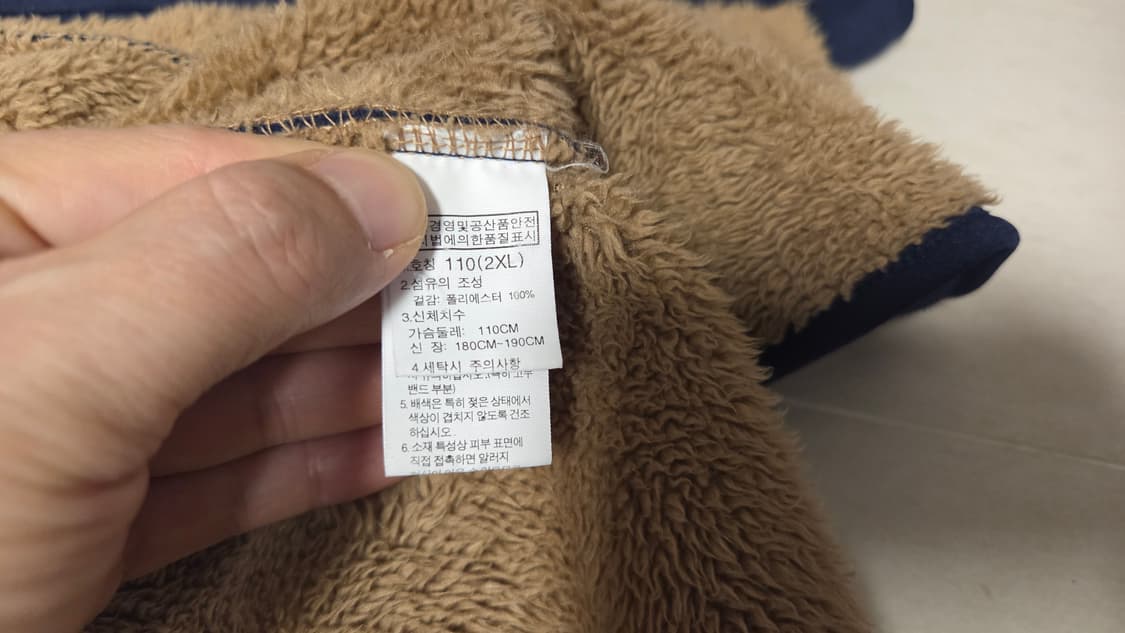 경영및공산품안전
법에의한품질표시
호칭 110(2XL)
2.섬유의 조성
겉감: 폴리에스터 100%
3.신체치수
가슴둘레: 110CM
신 장: 180CM~190CM
4.세탁시 주의사항
밴드 부분)
5. 배색은 특히 젖은 상태에서
색상이 겹치지 않도록 건조
하십시오.
6. 소재 특성상 피부 표면에
직접 접촉하면 알러지